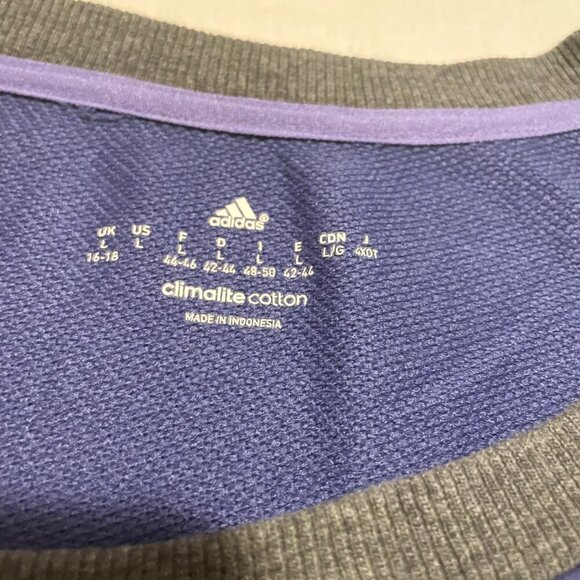 adidas®
UK US F D I E CDN J
L L L L L L L/G 4XOT
16-18 44-46 42-44 48-50 42-44
climalite cotton
MADE IN INDONESIA